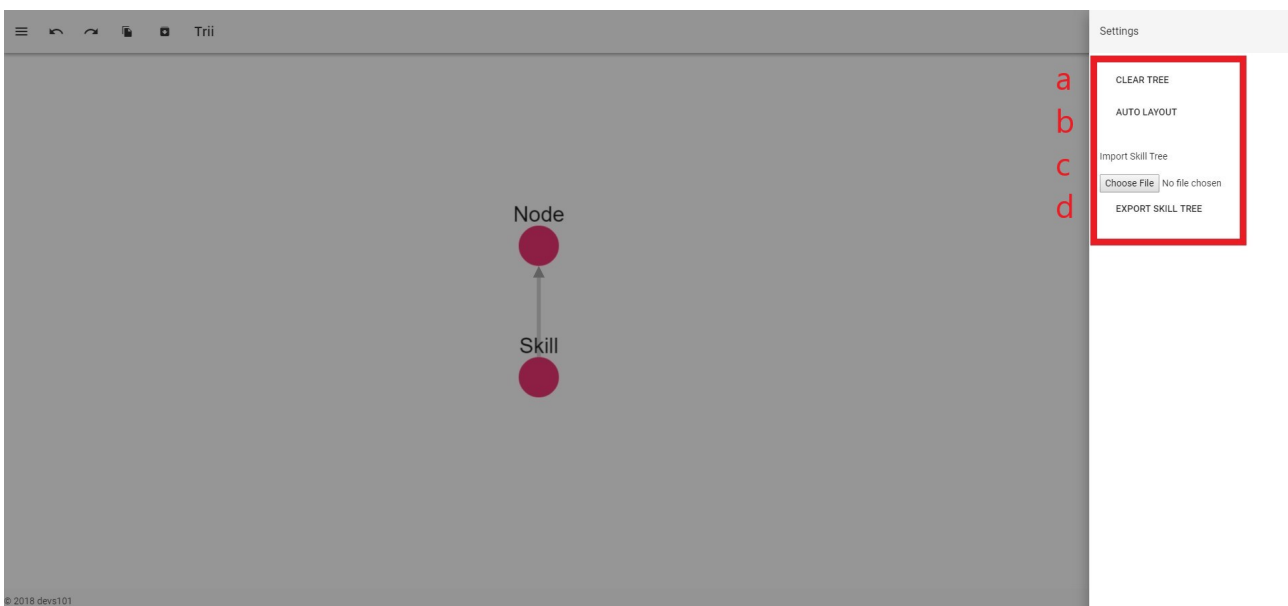 Trii
Settings
a
CLEAR TREE
b
AUTO LAYOUT
c
Import Skill Tree
Choose File No file chosen
d
EXPORT SKILL TREE
Node
Skill
© 2018 devs101